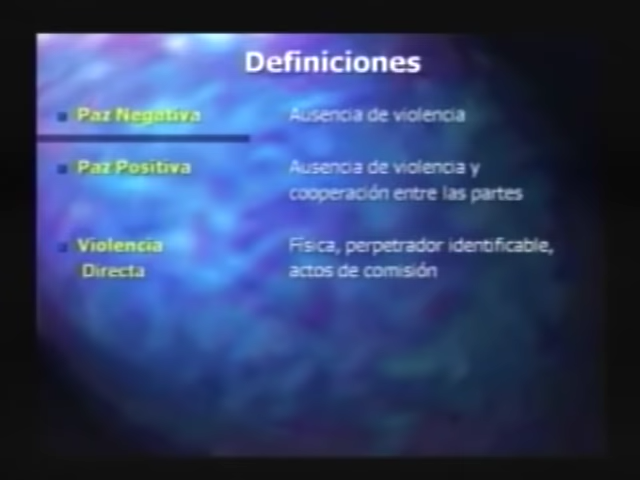 Definiciones
Paz Negativa Ausencia de violencia
Paz Positiva Ausencia de violencia y
cooperación entre las partes
Violencia Física, perpetrador identificable,
Directa actos de comisión